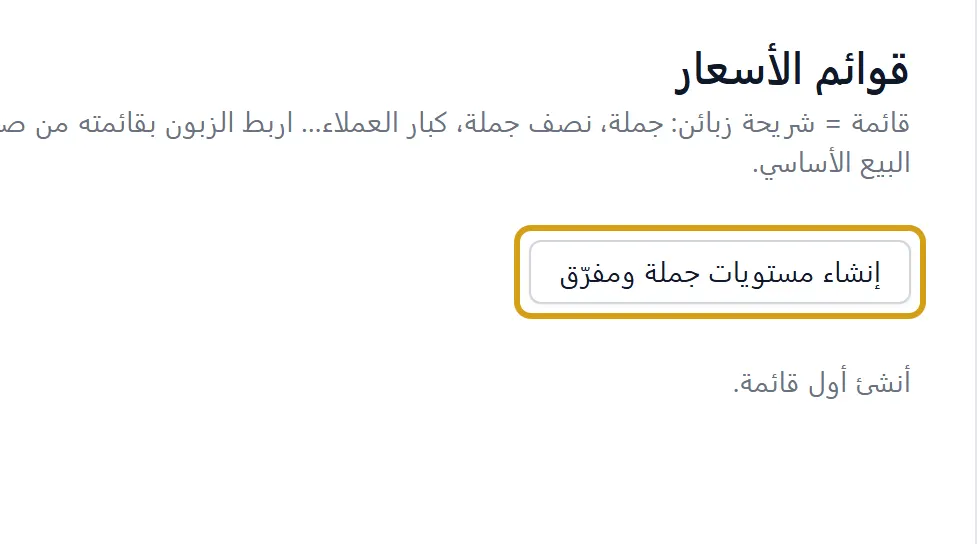 قوائم الأسعار
قائمة = شريحة زبائن: جملة، نصف جملة، كبار العملاء... اربط الزبون بقائمته من
البيع الأساسي.
إنشاء مستويات جملة ومفرّق
أنشئ أول قائمة.